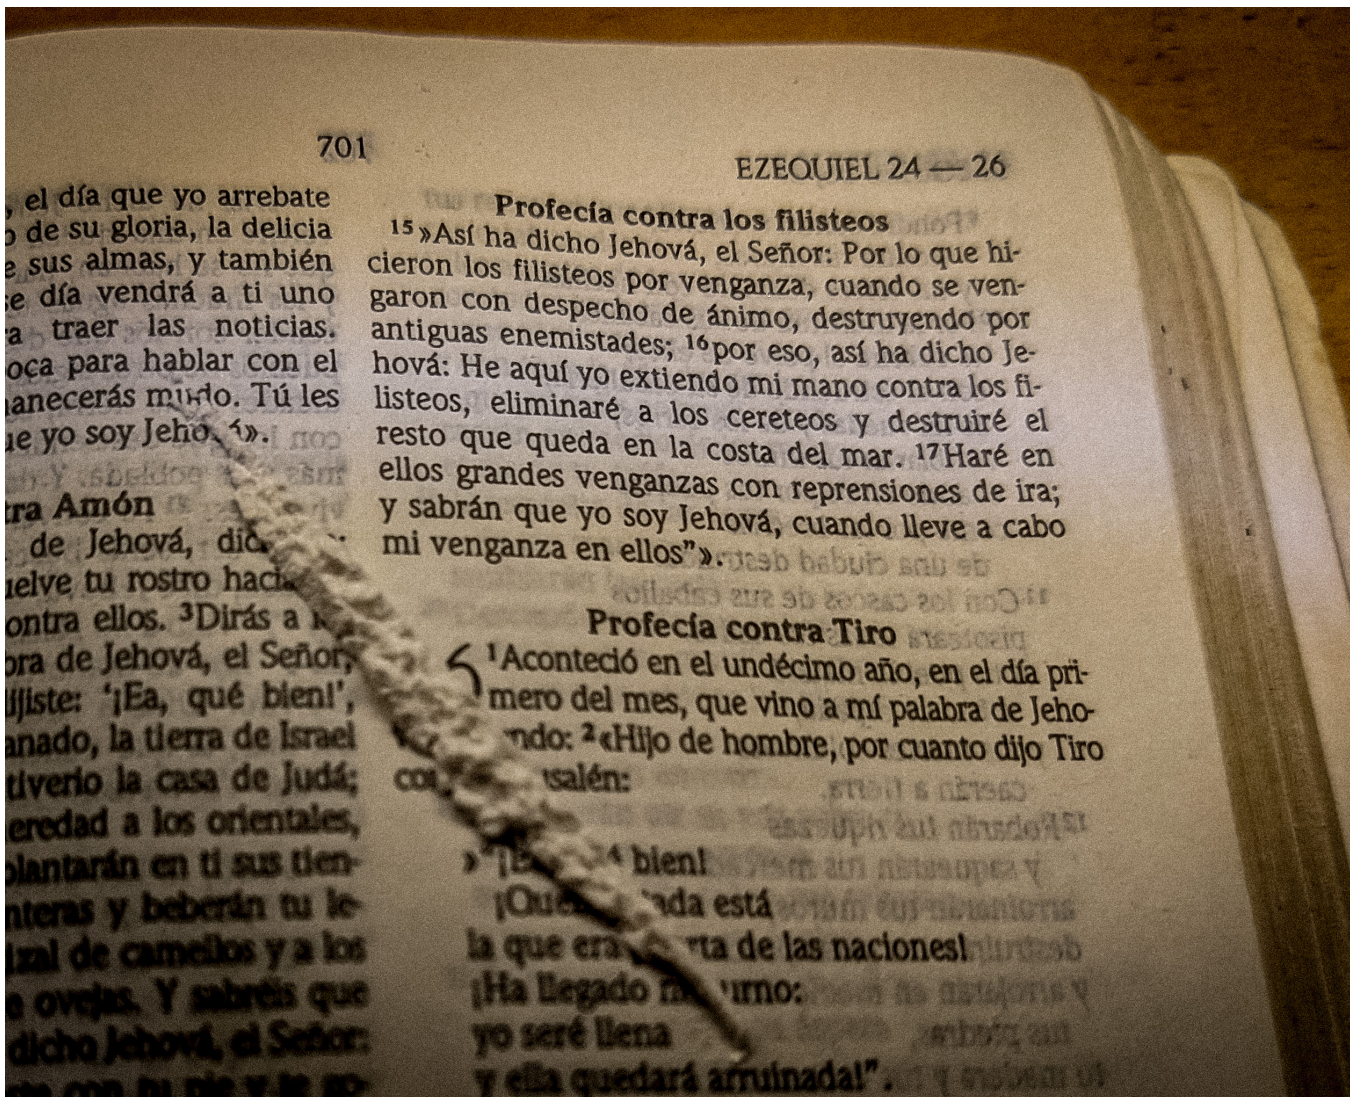 701
EZEQUIEL 24 — 26
, el día que yo arrebate
de su gloria, la delicia
sus almas, y también
día vendrá a ti uno
traer las noticias.
para hablar con el
mudo. Tú les
yo soy Jeho
tra Amón
de Jehová,
tu rostro
ontra ellos. ³Dirás a
de Jehová, el Señor,
: ‘¡Ea, qué bien!’,
anado, la tierra de Israel
tiverio la casa de Judá;
eredad a los orientales,
plantarán en ti sus tien-
y beberán tu le-
de camellos y a los
ovejas. Y sabréis que
dicho Jehová, el Señor:
Profecía contra los filisteos
¹⁵»Así ha dicho Jehová, el Señor: Por lo que hi-
cieron los filisteos por venganza, cuando se ven-
garon con despecho de ánimo, destruyendo por
antiguas enemistades; ¹⁶por eso, así ha dicho Je-
hová: He aquí yo extiendo mi mano contra los fi-
listeos, eliminaré a los cereteos y destruiré el
resto que queda en la costa del mar. ¹⁷Haré en
ellos grandes venganzas con reprensiones de ira;
y sabrán que yo soy Jehová, cuando lleve a cabo
mi venganza en ellos”».
Profecía contra Tiro
¹Aconteció en el undécimo año, en el día pri-
mero del mes, que vino a mí palabra de Jeho-
ndo: ²«Hijo de hombre, por cuanto dijo Tiro
salén:
bien!
ada está
la que era rta de las naciones!
¡Ha llegado urno:
yo seré llena
y ella quedará arruinada!”.